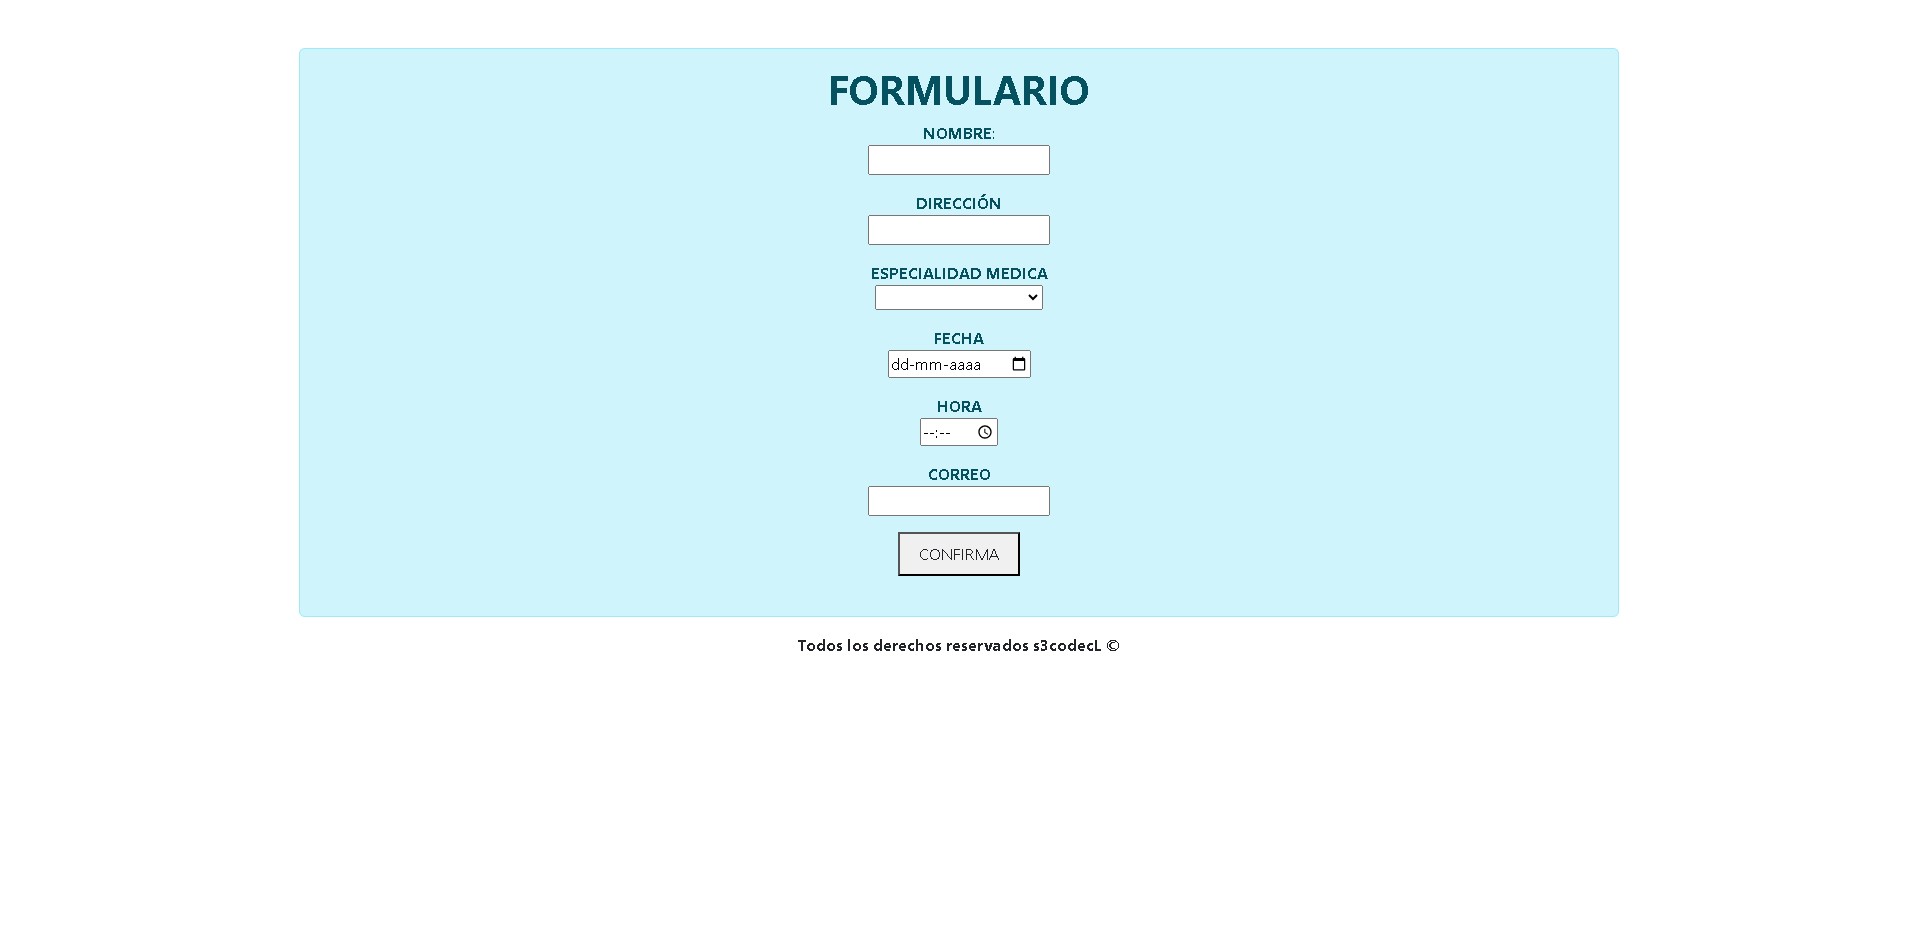 FORMULARIO
NOMBRE:
DIRECCIÓN
ESPECIALIDAD MEDICA
FECHA
dd-mm-aaaa
HORA
--:--
CORREO
CONFIRMA
Todos los derechos reservados s3codecL ©